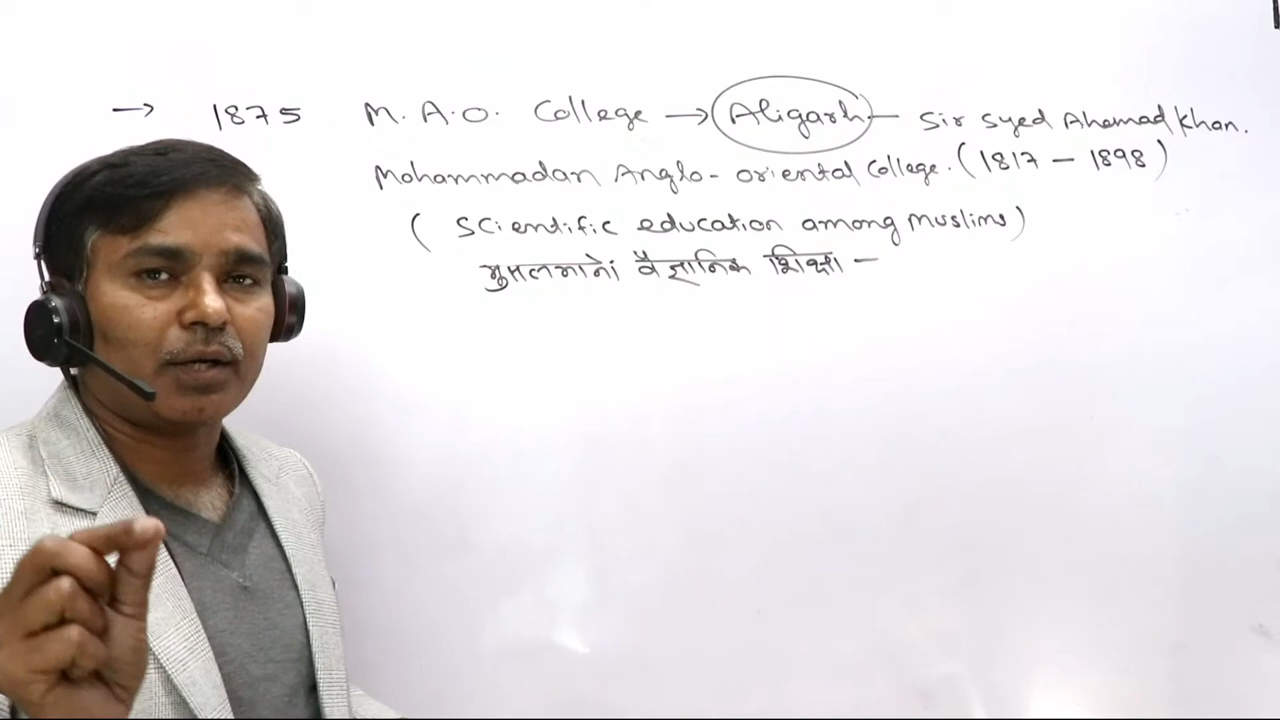 → 1875 M. A. O. College → Aligarh — Sir Syed Ahamad Khan.
Mohammadan Anglo - oriental College. (1817 — 1898)
( Scientific education among Muslims)
मुसलमानों वैज्ञानिक शिक्षा —